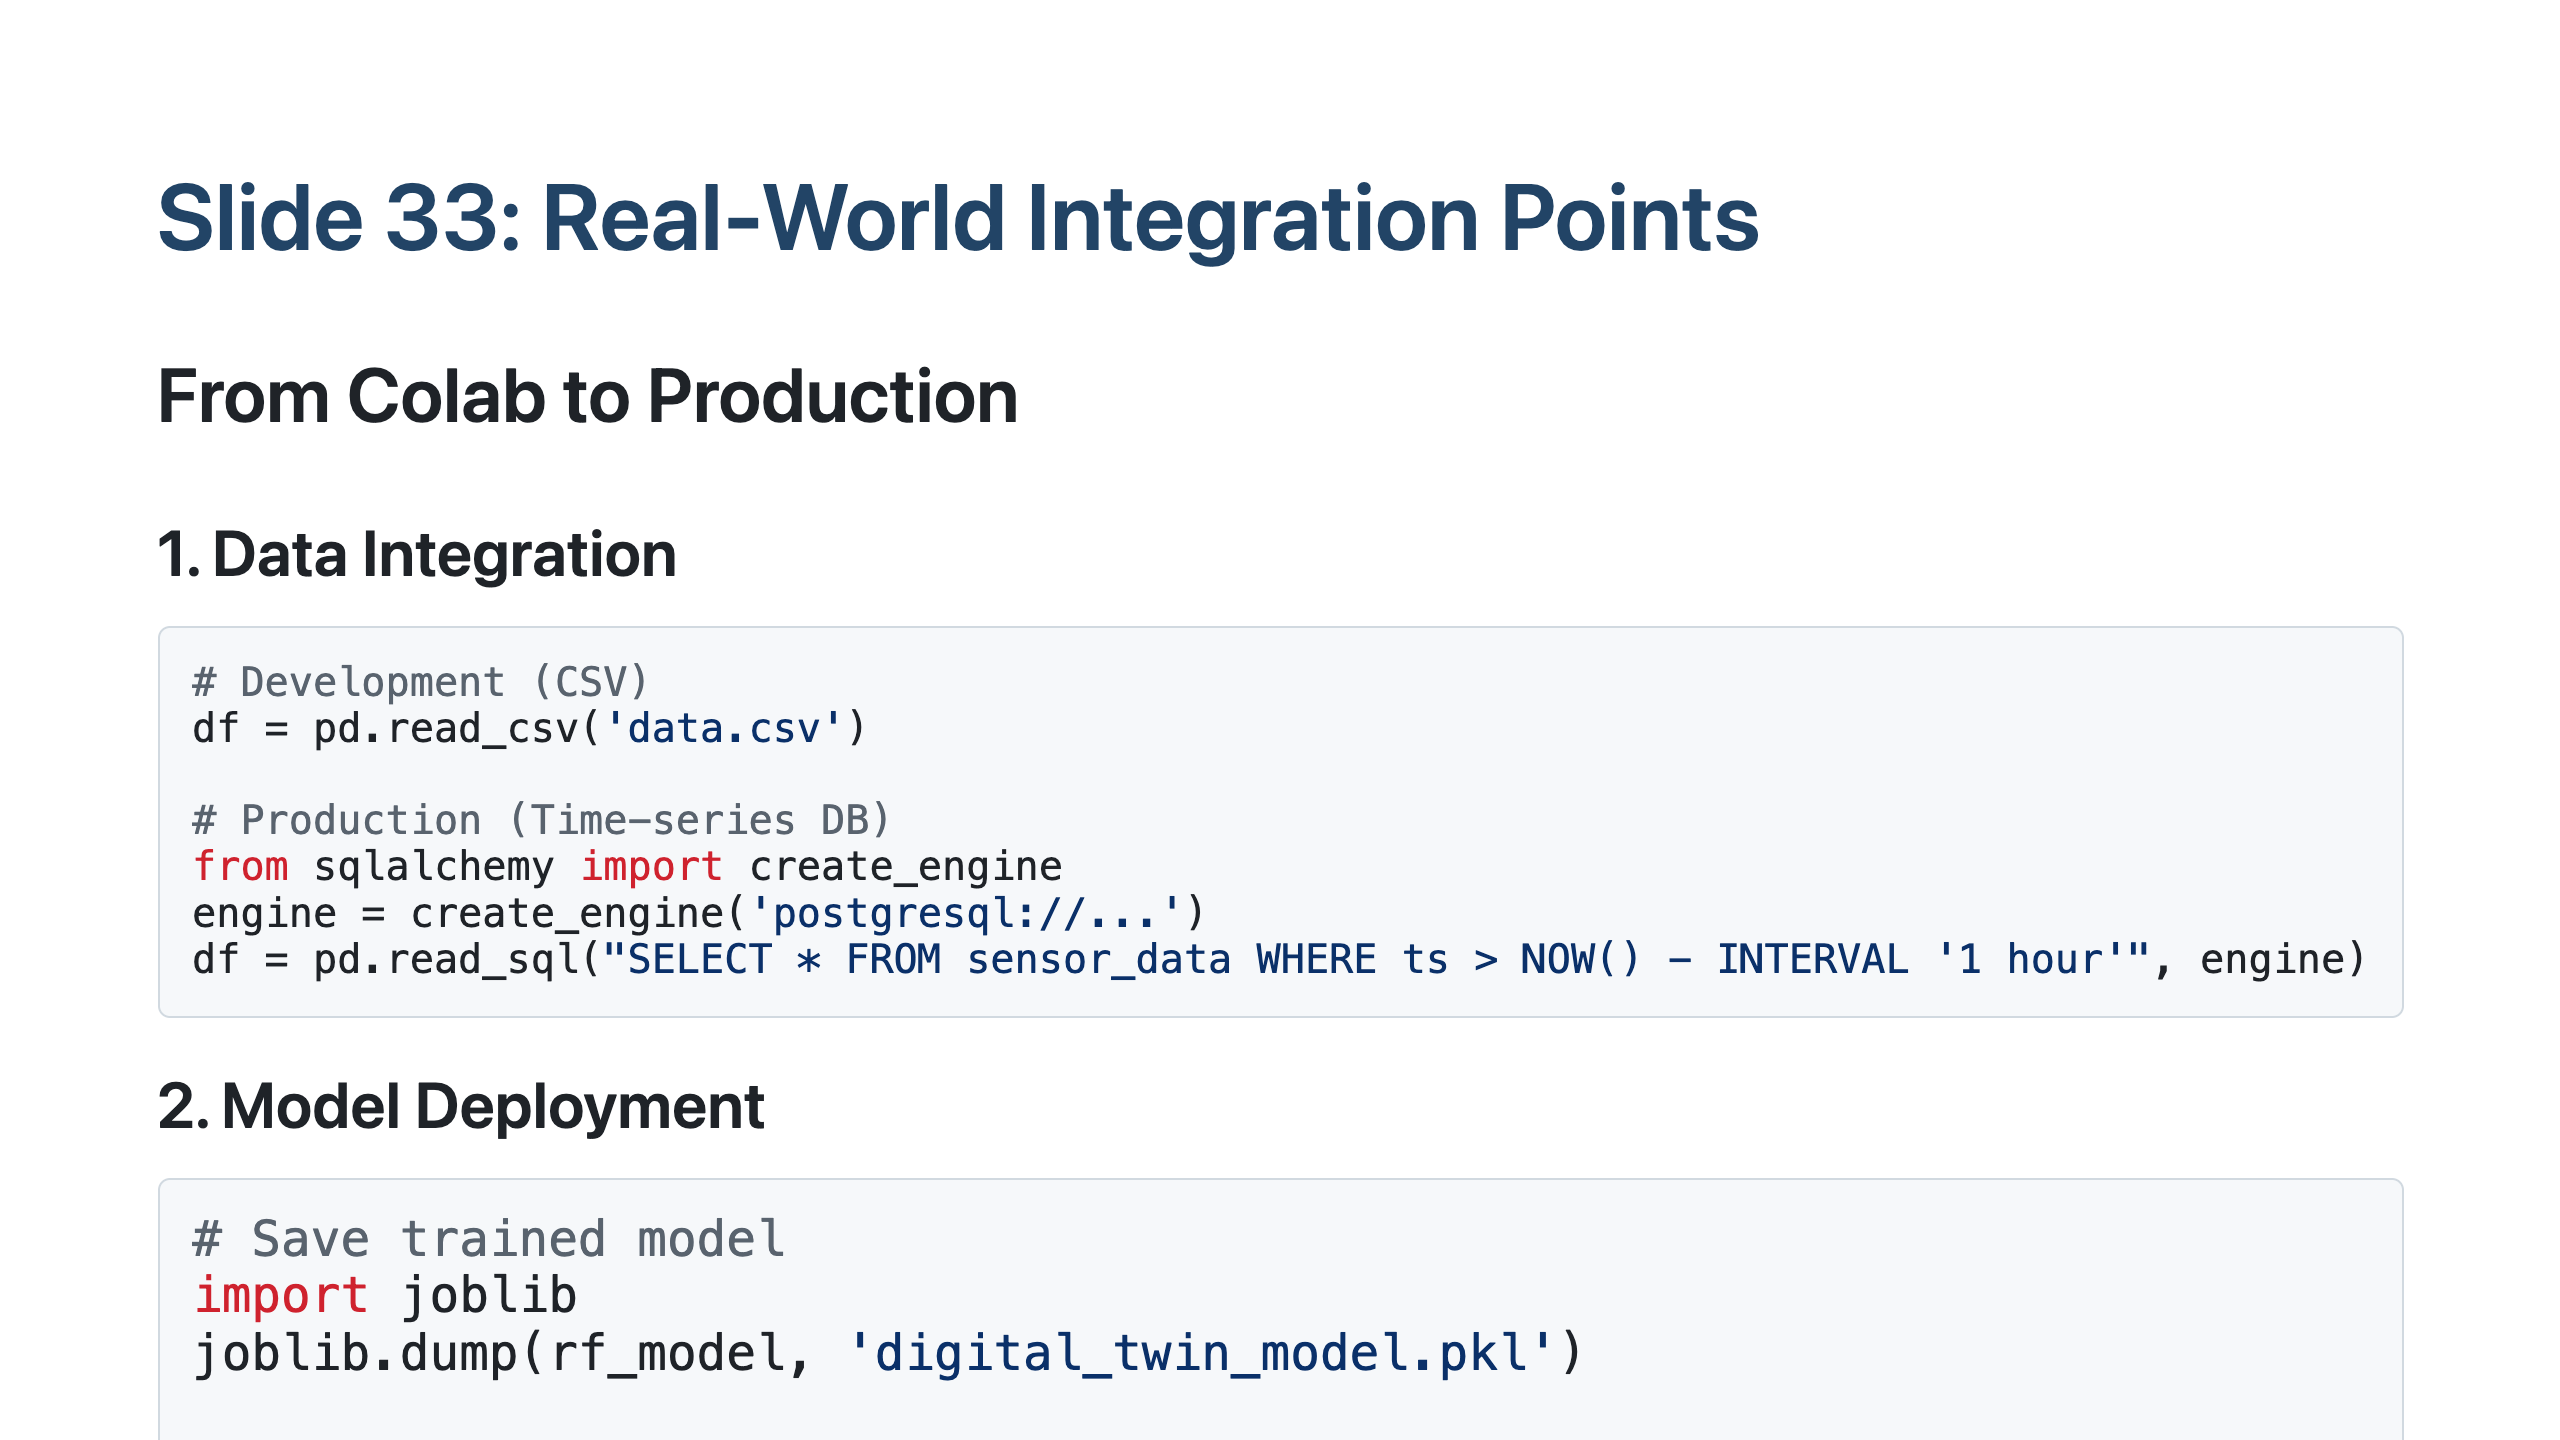 Slide 33: Real-World Integration Points
From Colab to Production
1. Data Integration
# Development (CSV)
df = pd.read_csv('data.csv')
# Production (Time-series DB)
from sqlalchemy import create_engine
engine = create_engine('postgresql://...')
df = pd.read_sql("SELECT * FROM sensor_data WHERE ts > NOW() - INTERVAL '1 hour'", engine)
2. Model Deployment
# Save trained model
import joblib
joblib.dump(rf_model, 'digital_twin_model.pkl')